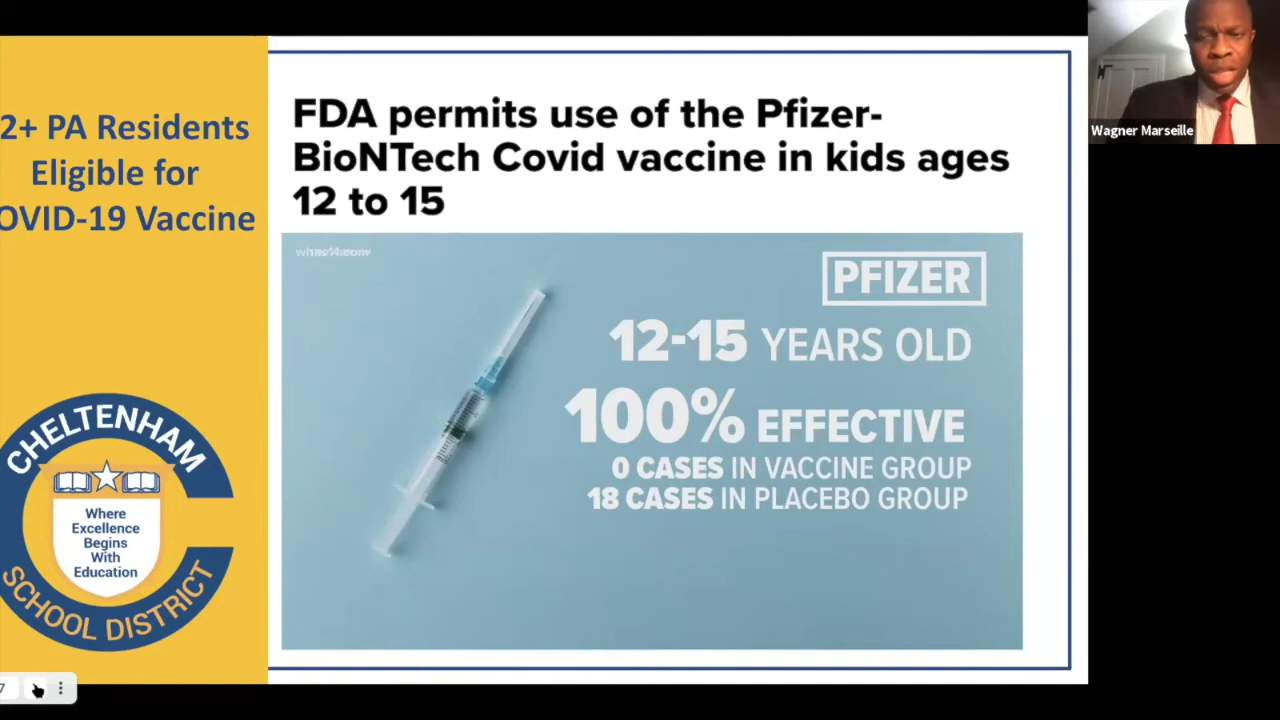 2+ PA Residents
Eligible for
OVID-19 Vaccine
FDA permits use of the Pfizer-
BioNTech Covid vaccine in kids ages
12 to 15
PFIZER
12-15 YEARS OLD
100% EFFECTIVE
0 CASES IN VACCINE GROUP
18 CASES IN PLACEBO GROUP
CHELTENHAM
Where
Excellence
Begins
With
Education
SCHOOL DISTRICT
7
Wagner Marseille